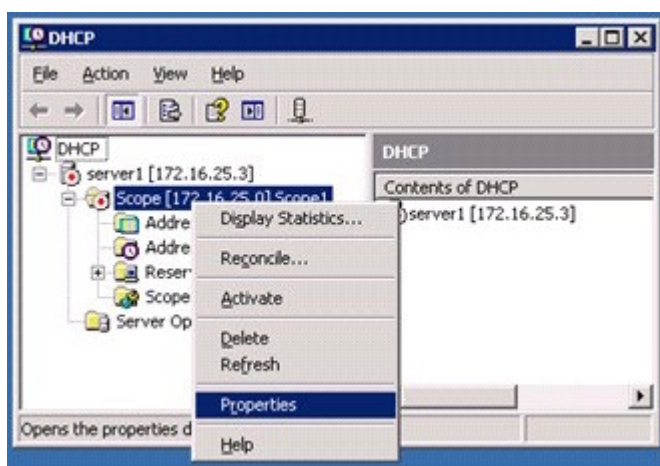 DHCP
File Action View Help
DHCP
server1 [172.16.25.3]
Scope [172.16.25.0] Scope1
Addre
Addre
Reser
Scope
Server Op
DHCP
Contents of DHCP
server1 [172.16.25.3]
Display Statistics...
Reconcile...
Activate
Delete
Refresh
Properties
Help
Opens the properties d